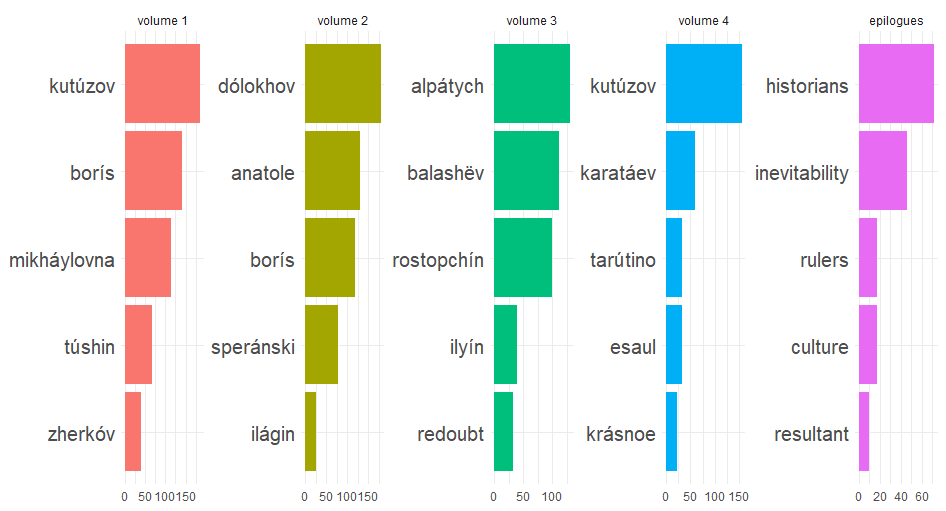 volume 1
volume 2
volume 3
volume 4
epilogues
kutúzov
dólokhov
alpátych
kutúzov
historians
borís
anatole
balashëv
karatáev
inevitability
mikháylovna
borís
rostopchín
tarútino
rulers
túshin
speránski
ilyín
esaul
culture
zherkóv
ilágin
redoubt
krásnoe
resultant
0 50 100 150
0 50 100 150
0 50 100
0 50 100 150
0 20 40 60